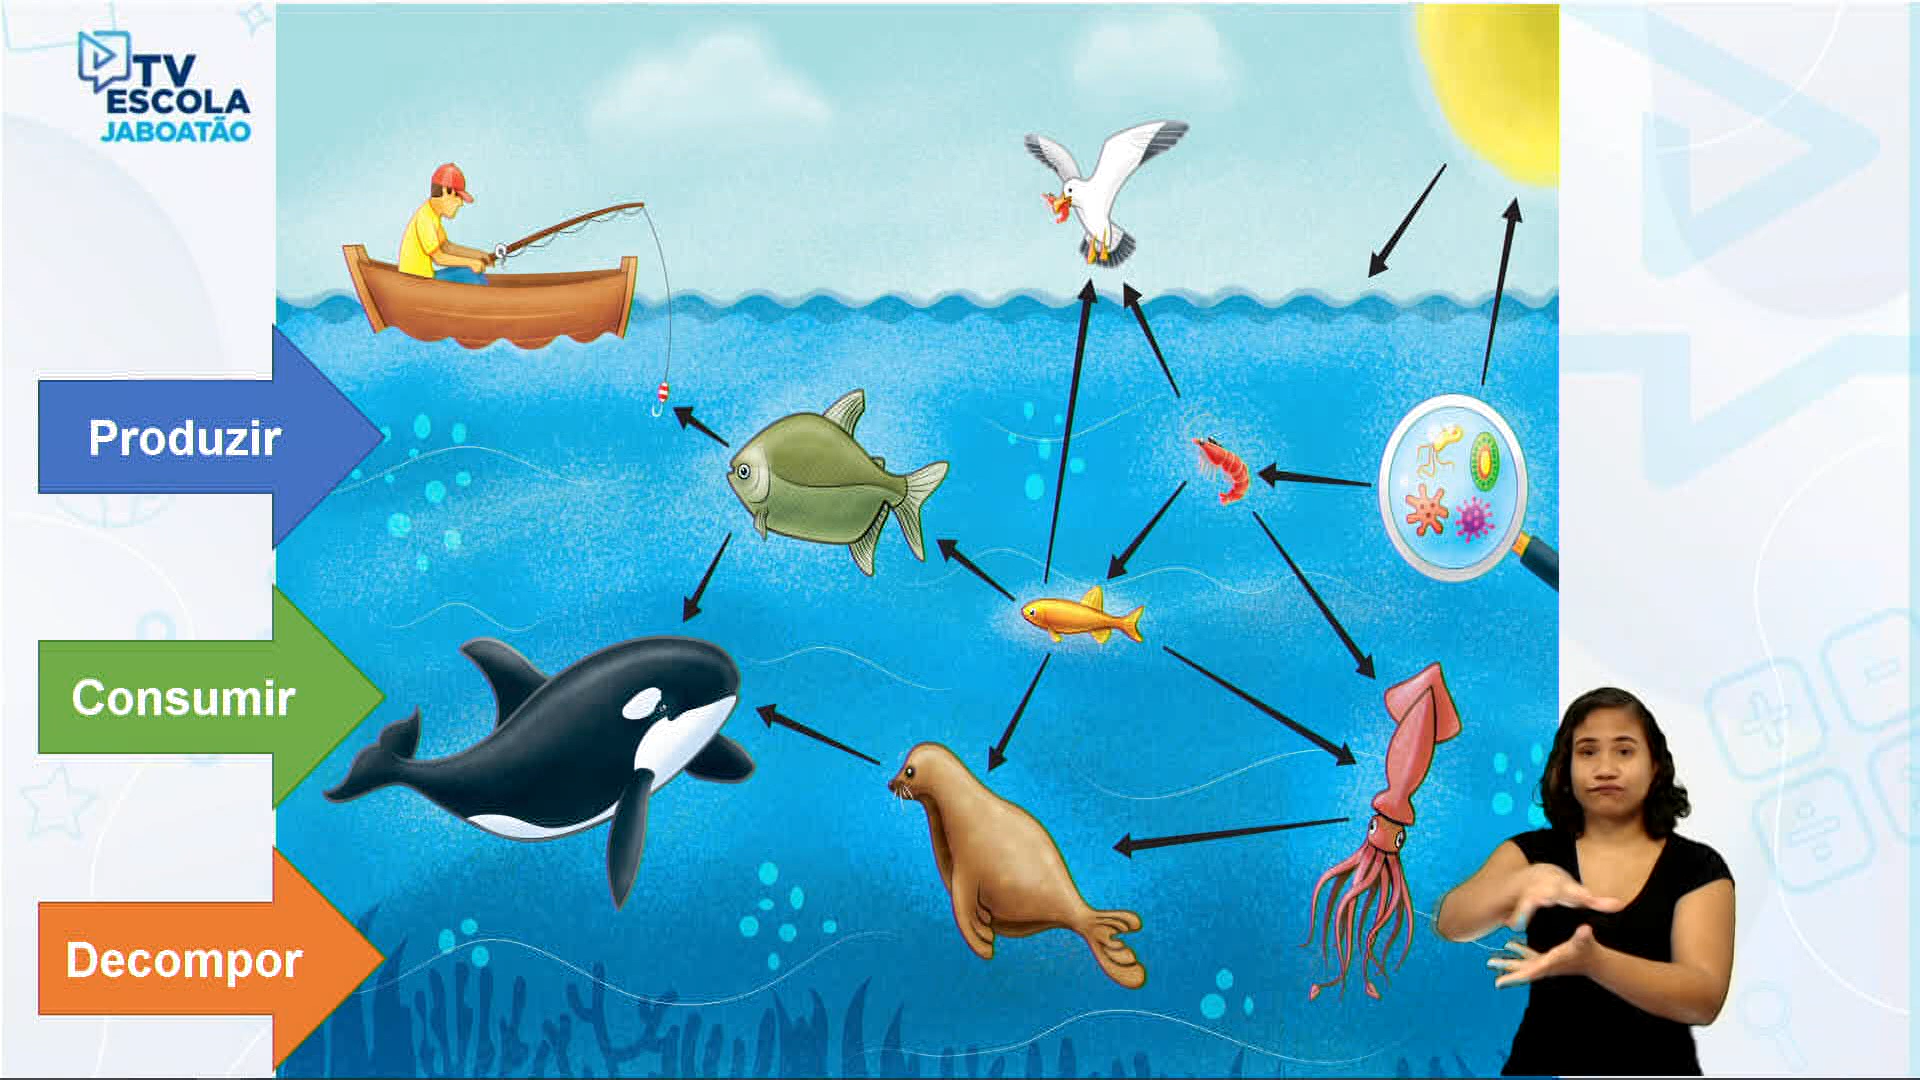 TV
ESCOLA
JABOATÃO
Produzir
Consumir
Decompor